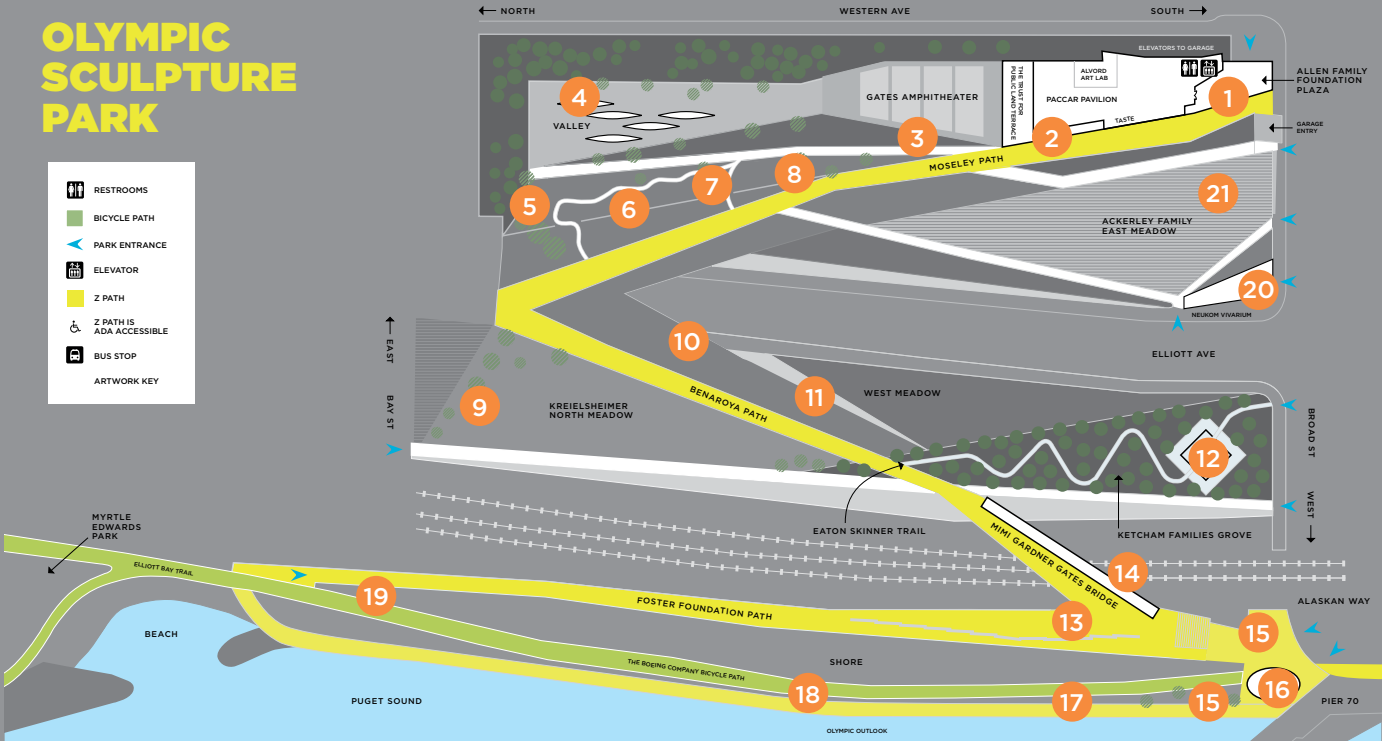 OLYMPIC
SCULPTURE
PARK
RESTROOMS
BICYCLE PATH
PARK ENTRANCE
ELEVATOR
Z PATH
Z PATH IS
ADA ACCESSIBLE
BUS STOP
ARTWORK KEY
NORTH
WESTERN AVE
SOUTH
ELEVATORS TO GARAGE
ALLEN FAMILY
FOUNDATION
PLAZA
ALVORD
ART LAB
PACCAR PAVILION
THE TRUST FOR
PUBLIC LAND TERRACE
GATES AMPHITHEATER
1
2
TASTE
GARAGE
ENTRY
3
4
VALLEY
MOSELEY PATH
5
6
7
8
21
ACKERLEY FAMILY
EAST MEADOW
20
NEUKOM VIVARIUM
ELLIOTT AVE
EAST
BAY ST
9
KREIELSHEIMER
NORTH MEADOW
10
BENAROYA PATH
11
WEST MEADOW
12
BROAD ST
WEST
EATON SKINNER TRAIL
KETCHAM FAMILIES GROVE
MIMI GARDNER GATES BRIDGE
14
MYRTLE
EDWARDS
PARK
ELLIOTT BAY TRAIL
19
FOSTER FOUNDATION PATH
13
15
ALASKAN WAY
BEACH
SHORE
THE BOEING COMPANY BICYCLE PATH
18
17
15
16
PIER 70
PUGET SOUND
OLYMPIC OUTLOOK